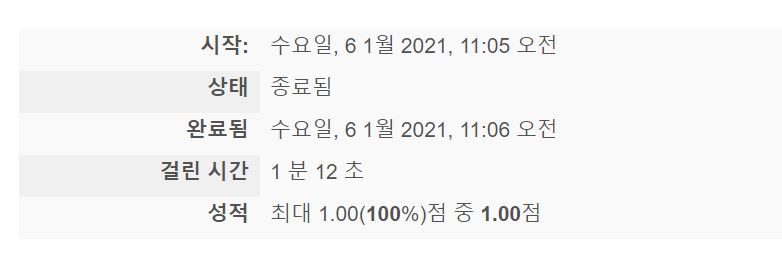 시작: 수요일, 6 1월 2021, 11:05 오전
상태 종료됨
완료됨 수요일, 6 1월 2021, 11:06 오전
걸린 시간 1 분 12 초
성적 최대 1.00(100%)점 중 1.00점